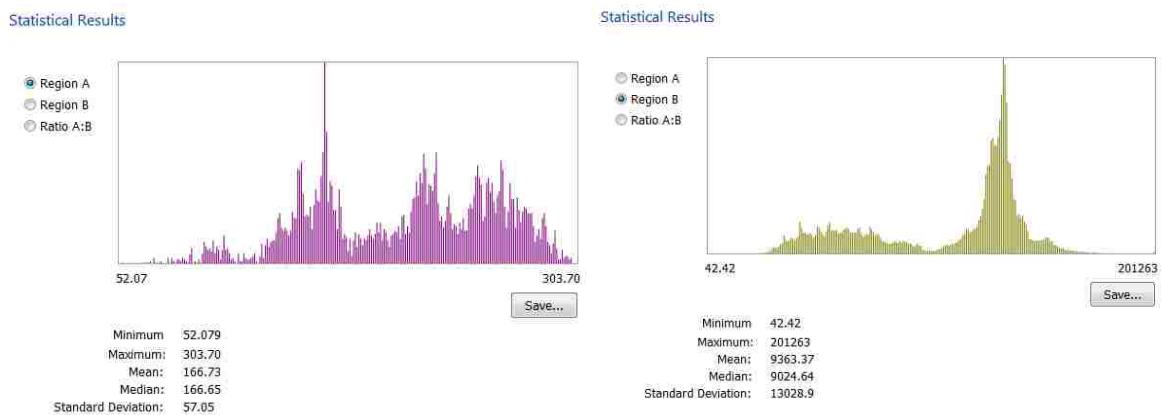 Statistical Results
Region A
Region B
Ratio A:B
52.07 303.70
Save...
Minimum 52.079
Maximum: 303.70
Mean: 166.73
Median: 166.65
Standard Deviation: 57.05
Statistical Results
Region A
Region B
Ratio A:B
42.42 201263
Save...
Minimum 42.42
Maximum: 201263
Mean: 9363.37
Median: 9024.64
Standard Deviation: 13028.9